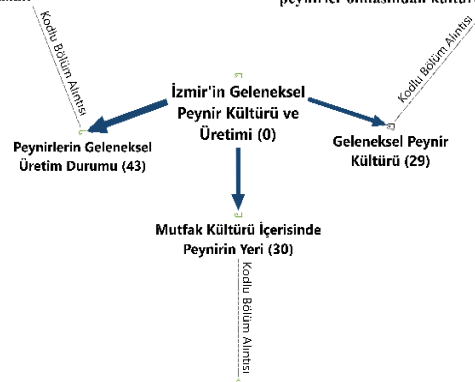 peynirler
Kodlu Bölüm Alıntısı
Kodlu Bölüm Alıntısı
İzmir'in Geleneksel
Peynir Kültürü ve
Üretimi (0)
Peynirlerin Geleneksel
Üretim Durumu (43)
Geleneksel Peynir
Kültürü (29)
Mutfak Kültürü İçerisinde
Peynirin Yeri (30)
Kodlu Bölüm Alıntısı